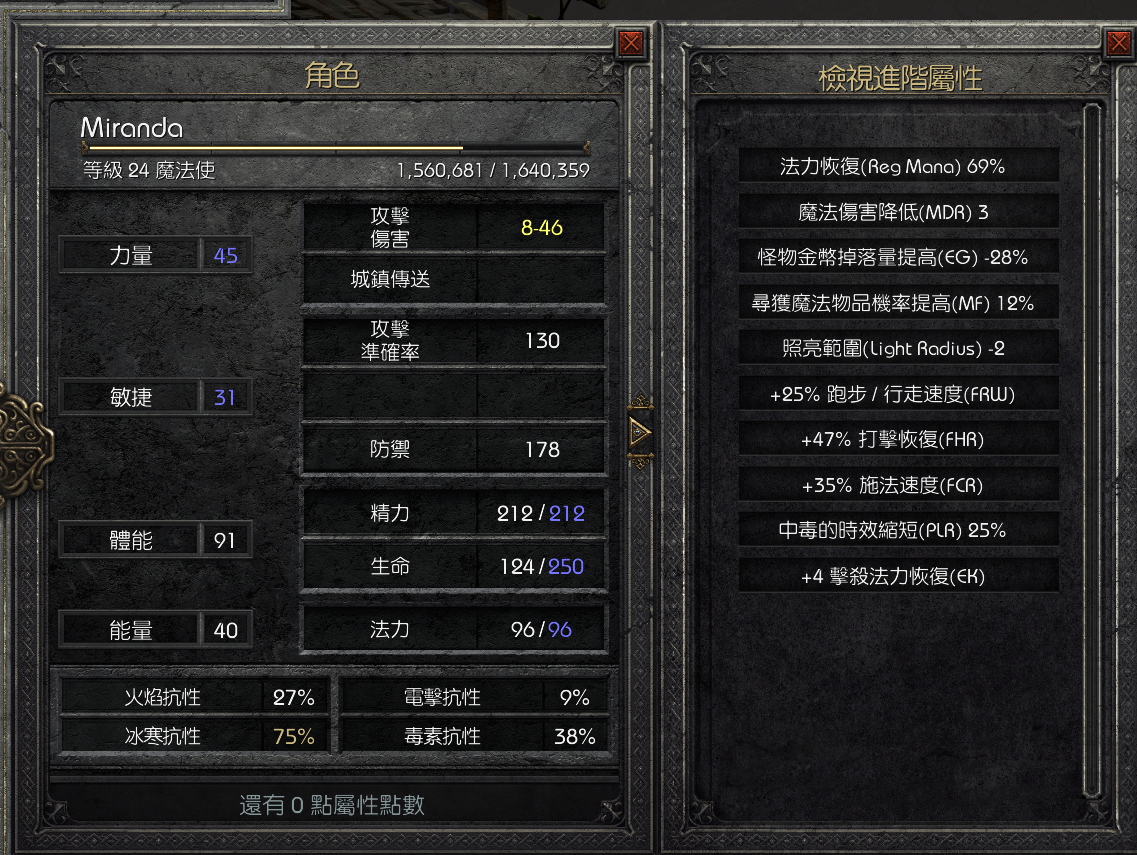 角色
Miranda
等級 24 魔法使
1,560,681 / 1,640,359
力量 45
敏捷 31
體能 91
能量 40
攻擊
傷害
8-46
城鎮傳送
攻擊
準確率
130
防禦 178
精力 212 / 212
生命 124 / 250
法力 96 / 96
火焰抗性 27% 電擊抗性 9%
冰寒抗性 75% 毒素抗性 38%
還有 0 點屬性點數
檢視進階屬性
法力恢復(Reg Mana) 69%
魔法傷害降低(MDR) 3
怪物金幣掉落量提高(EG) -28%
尋獲魔法物品機率提高(MF) 12%
照亮範圍(Light Radius) -2
+25% 跑步 / 行走速度(FRW)
+47% 打擊恢復(FHR)
+35% 施法速度(FCR)
中毒的時效縮短(PLR) 25%
+4 擊殺法力恢復(EK)